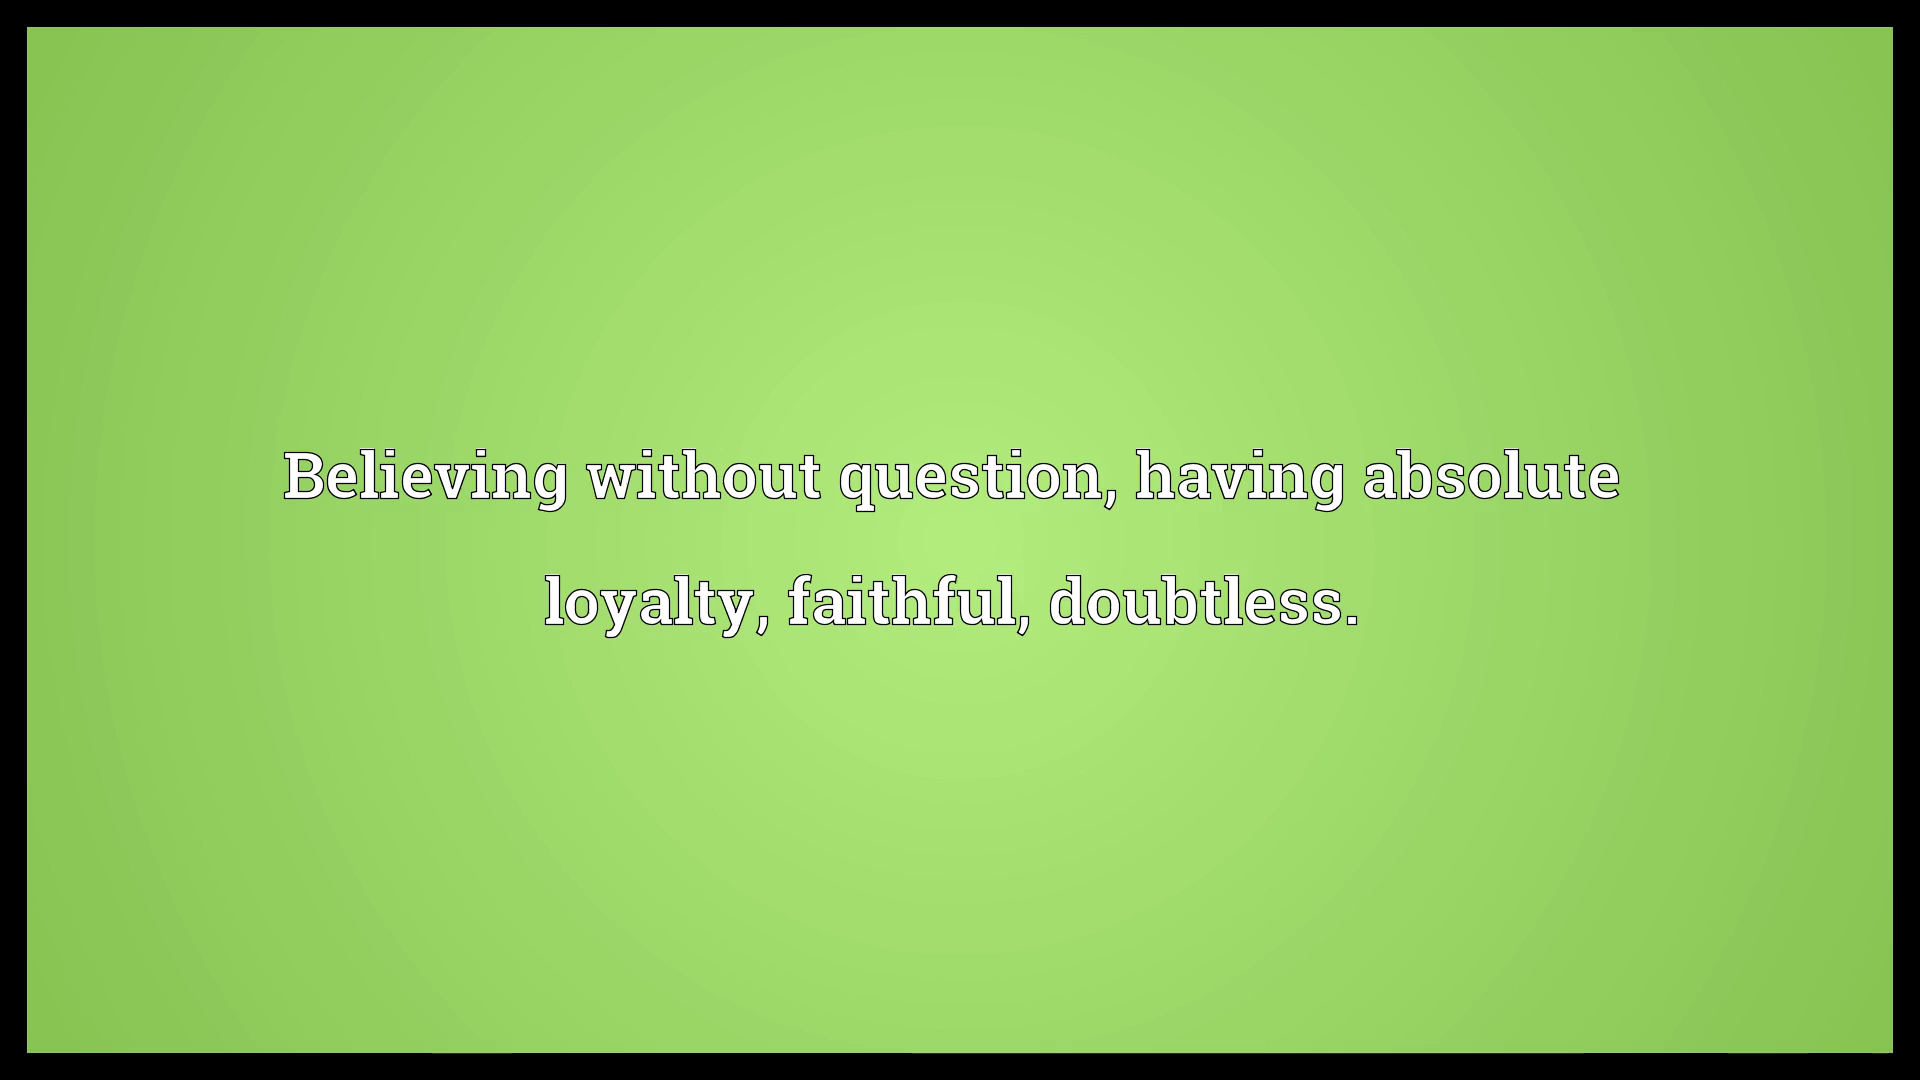 Believing without question, having absolute
loyalty, faithful, doubtless.